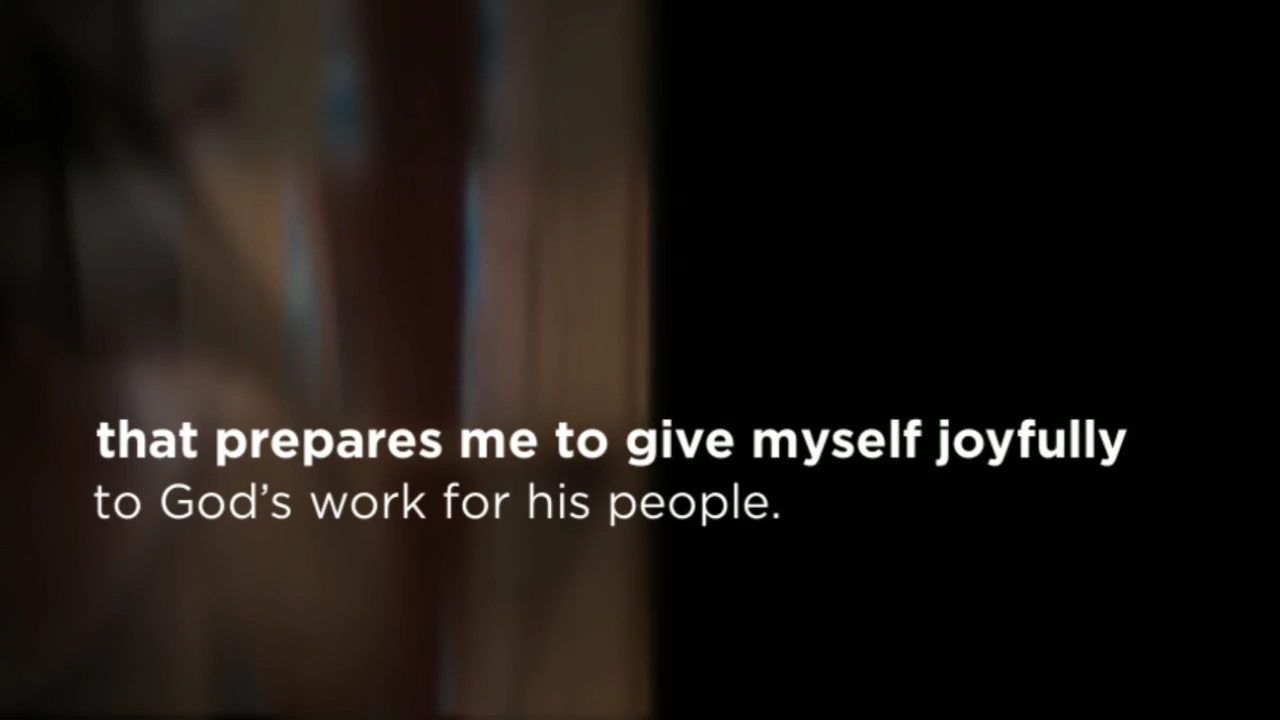 that prepares me to give myself joyfully
to God’s work for his people.